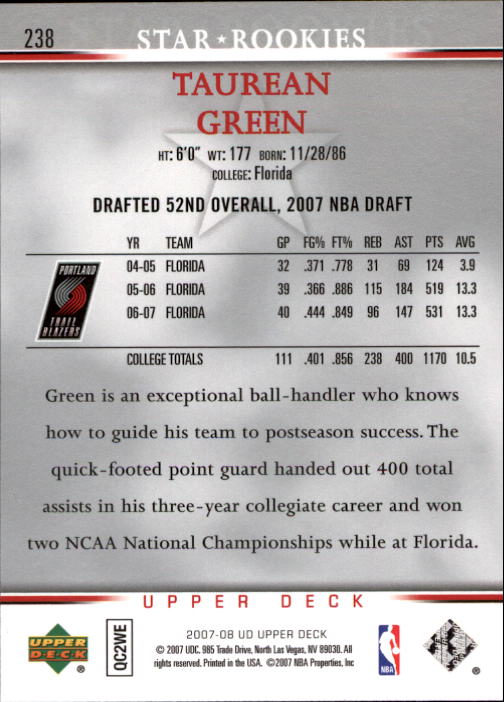 238
STAR★ROOKIES
TAUREAN
GREEN
HT: 6'0" WT: 177 BORN: 11/28/86
COLLEGE: Florida
DRAFTED 52ND OVERALL, 2007 NBA DRAFT
YR TEAM GP FG% FT% REB AST PTS AVG
04-05 FLORIDA 32 .371 .778 31 69 124 3.9
05-06 FLORIDA 39 .366 .886 115 184 519 13.3
06-07 FLORIDA 40 .444 .849 96 147 531 13.3
PORTLAND
TRAIL
BLAZERS
COLLEGE TOTALS 111 .401 .856 238 400 1170 10.5
Green is an exceptional ball-handler who knows
how to guide his team to postseason success. The
quick-footed point guard handed out 400 total
assists in his three-year collegiate career and won
two NCAA National Championships while at Florida.
UPPER DECK
UPPER
DECK
®
QC2WE
2007-08 UD UPPER DECK
© 2007 UDC. 985 Trade Drive, North Las Vegas, NV 89030. All
rights reserved. Printed in the USA. ©2007 NBA Properties, Inc
NBA
®